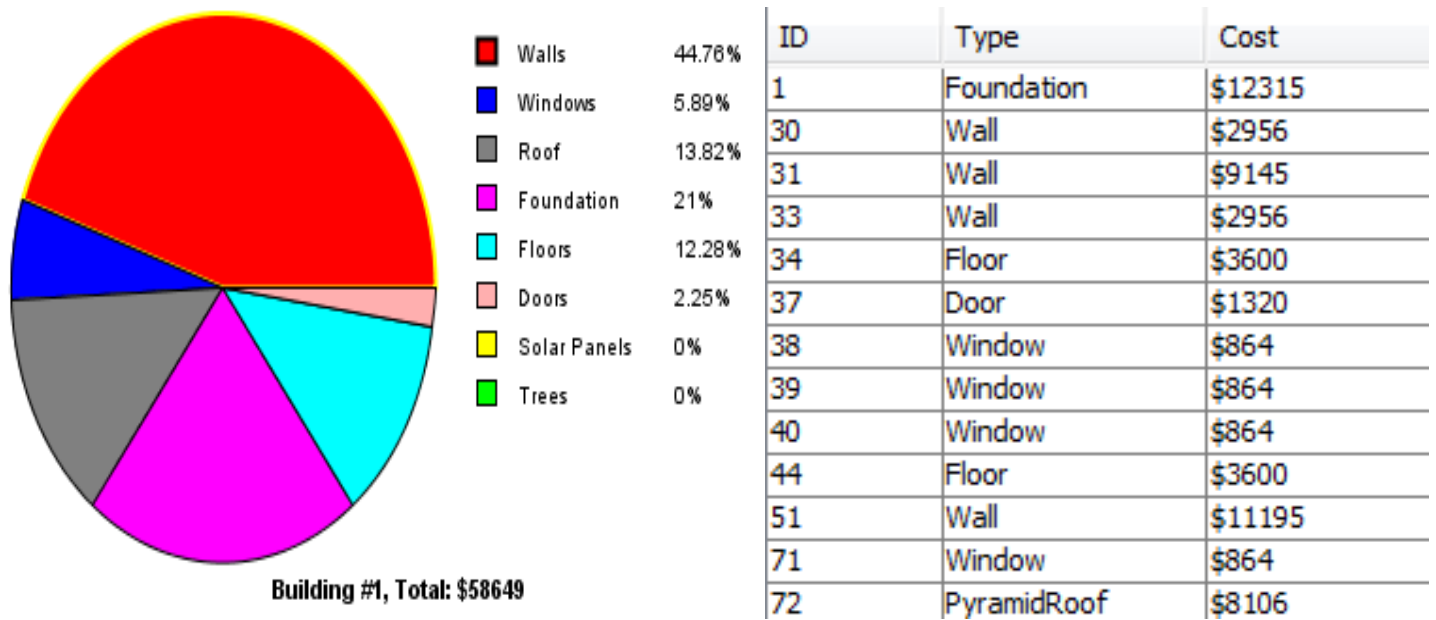 Walls 44.76%
Windows 5.89%
Roof 13.82%
Foundation 21%
Floors 12.28%
Doors 2.25%
Solar Panels 0%
Trees 0%
Building #1, Total: $58649
ID Type Cost
1 Foundation $12315
30 Wall $2956
31 Wall $9145
33 Wall $2956
34 Floor $3600
37 Door $1320
38 Window $864
39 Window $864
40 Window $864
44 Floor $3600
51 Wall $11195
71 Window $864
72 PyramidRoof $8106